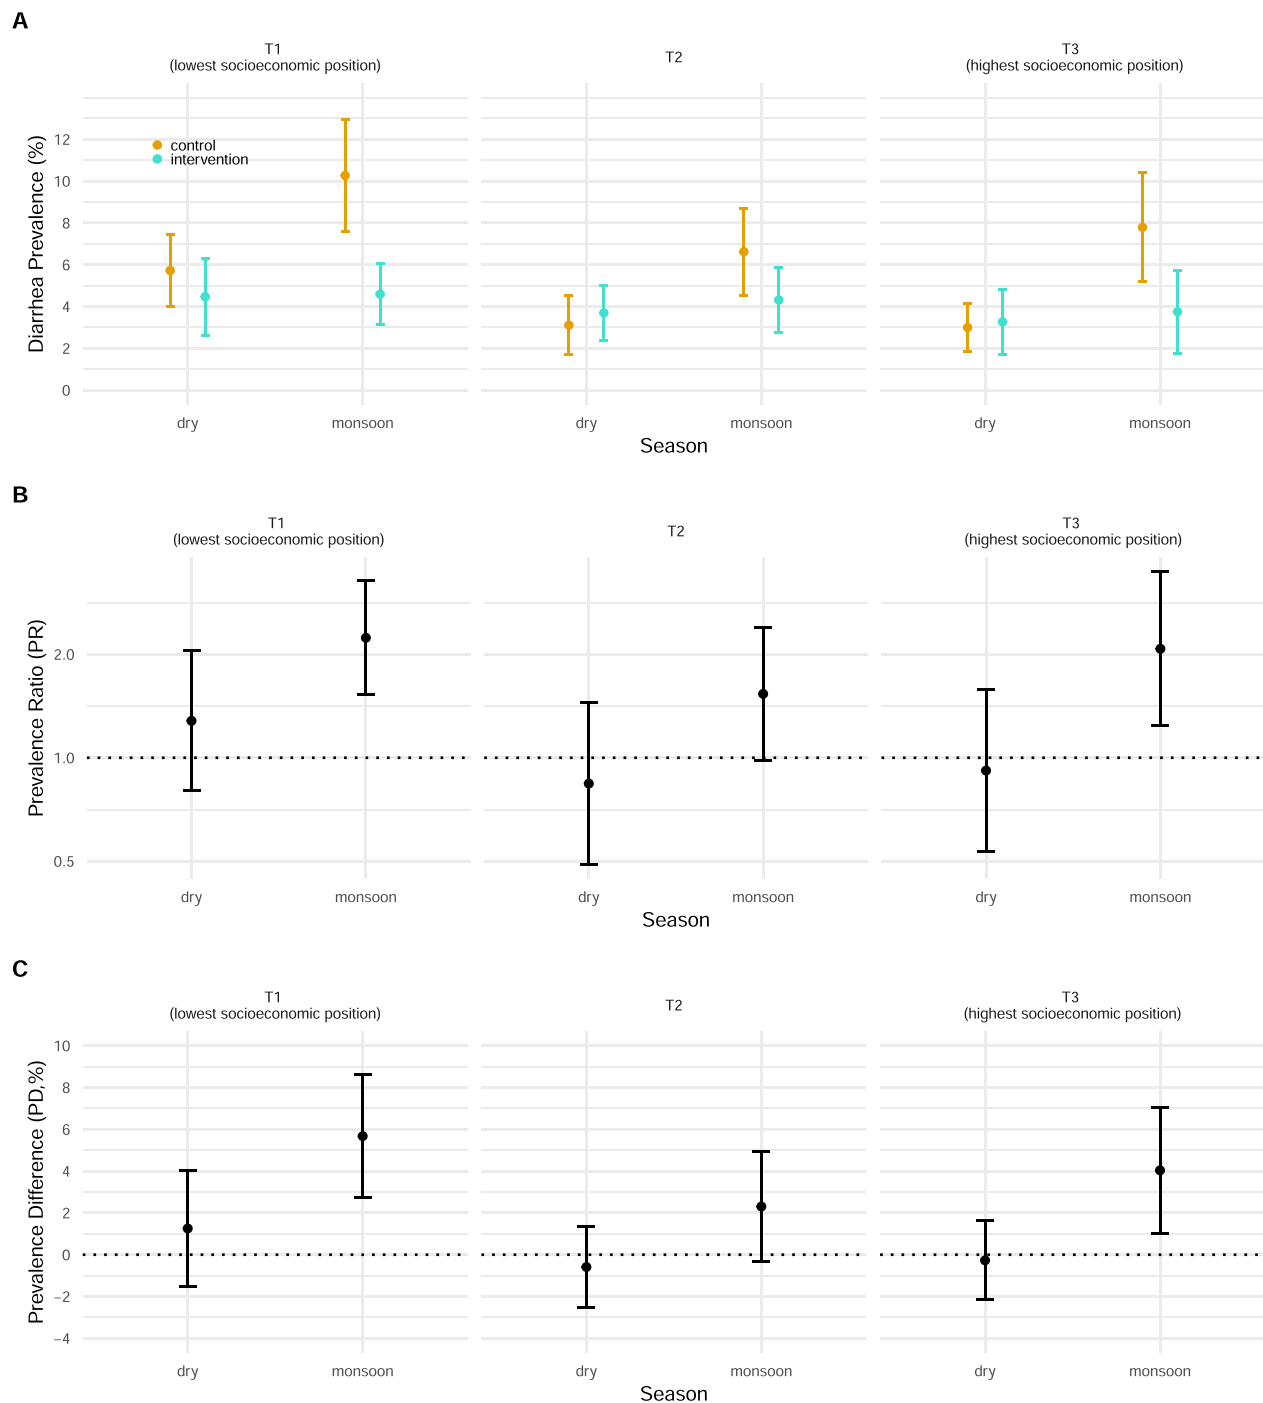 A
T1
(lowest socioeconomic position)
T2
T3
(highest socioeconomic position)
Diarrhea Prevalence (%)
12
10
8
6
4
2
0
control
intervention
dry
monsoon
dry
monsoon
dry
monsoon
Season
B
T1
(lowest socioeconomic position)
T2
T3
(highest socioeconomic position)
Prevalence Ratio (PR)
2.0
1.0
0.5
dry
monsoon
dry
monsoon
dry
monsoon
Season
C
T1
(lowest socioeconomic position)
T2
T3
(highest socioeconomic position)
Prevalence Difference (PD,%)
10
8
6
4
2
0
−2
−4
dry
monsoon
dry
monsoon
dry
monsoon
Season